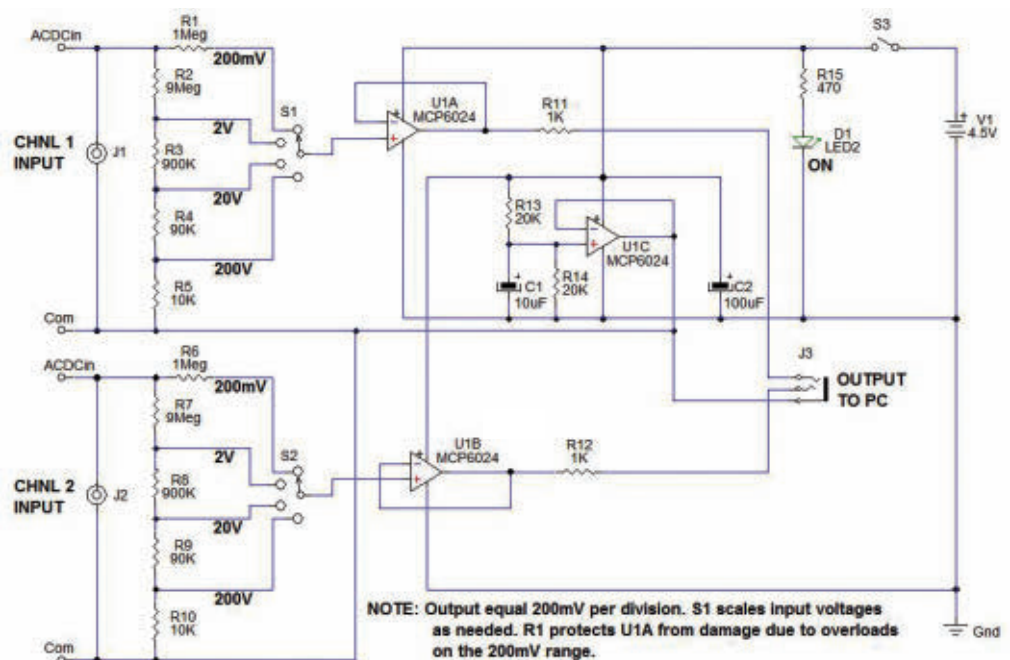 ACDCin
R1
1Meg
200mV
R2
9Meg
S1
2V
CHNL 1
INPUT
J1
R3
900K
20V
R4
90K
200V
R5
10K
Com
U1A
MCP6024
R11
1K
S3
R15
470
D1
LED2
ON
V1
4.5V
R13
20K
U1C
MCP6024
R14
20K
C1
10uF
C2
100uF
J3
OUTPUT
TO PC
ACDCin
R6
1Meg
200mV
R7
9Meg
S2
2V
CHNL 2
INPUT
J2
R8
900K
20V
R9
90K
200V
R10
10K
Com
U1B
MCP6024
R12
1K
NOTE: Output equal 200mV per division. S1 scales input voltages
as needed. R1 protects U1A from damage due to overloads
on the 200mV range.
Gnd